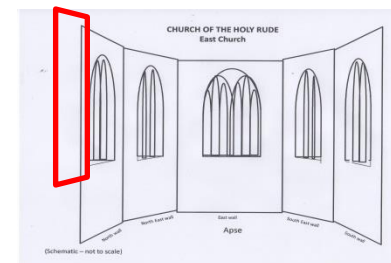 CHURCH OF THE HOLY RUDE
East Church
North wall
North East wall
East wall
South East wall
South wall
Apse
(Schematic – not to scale)